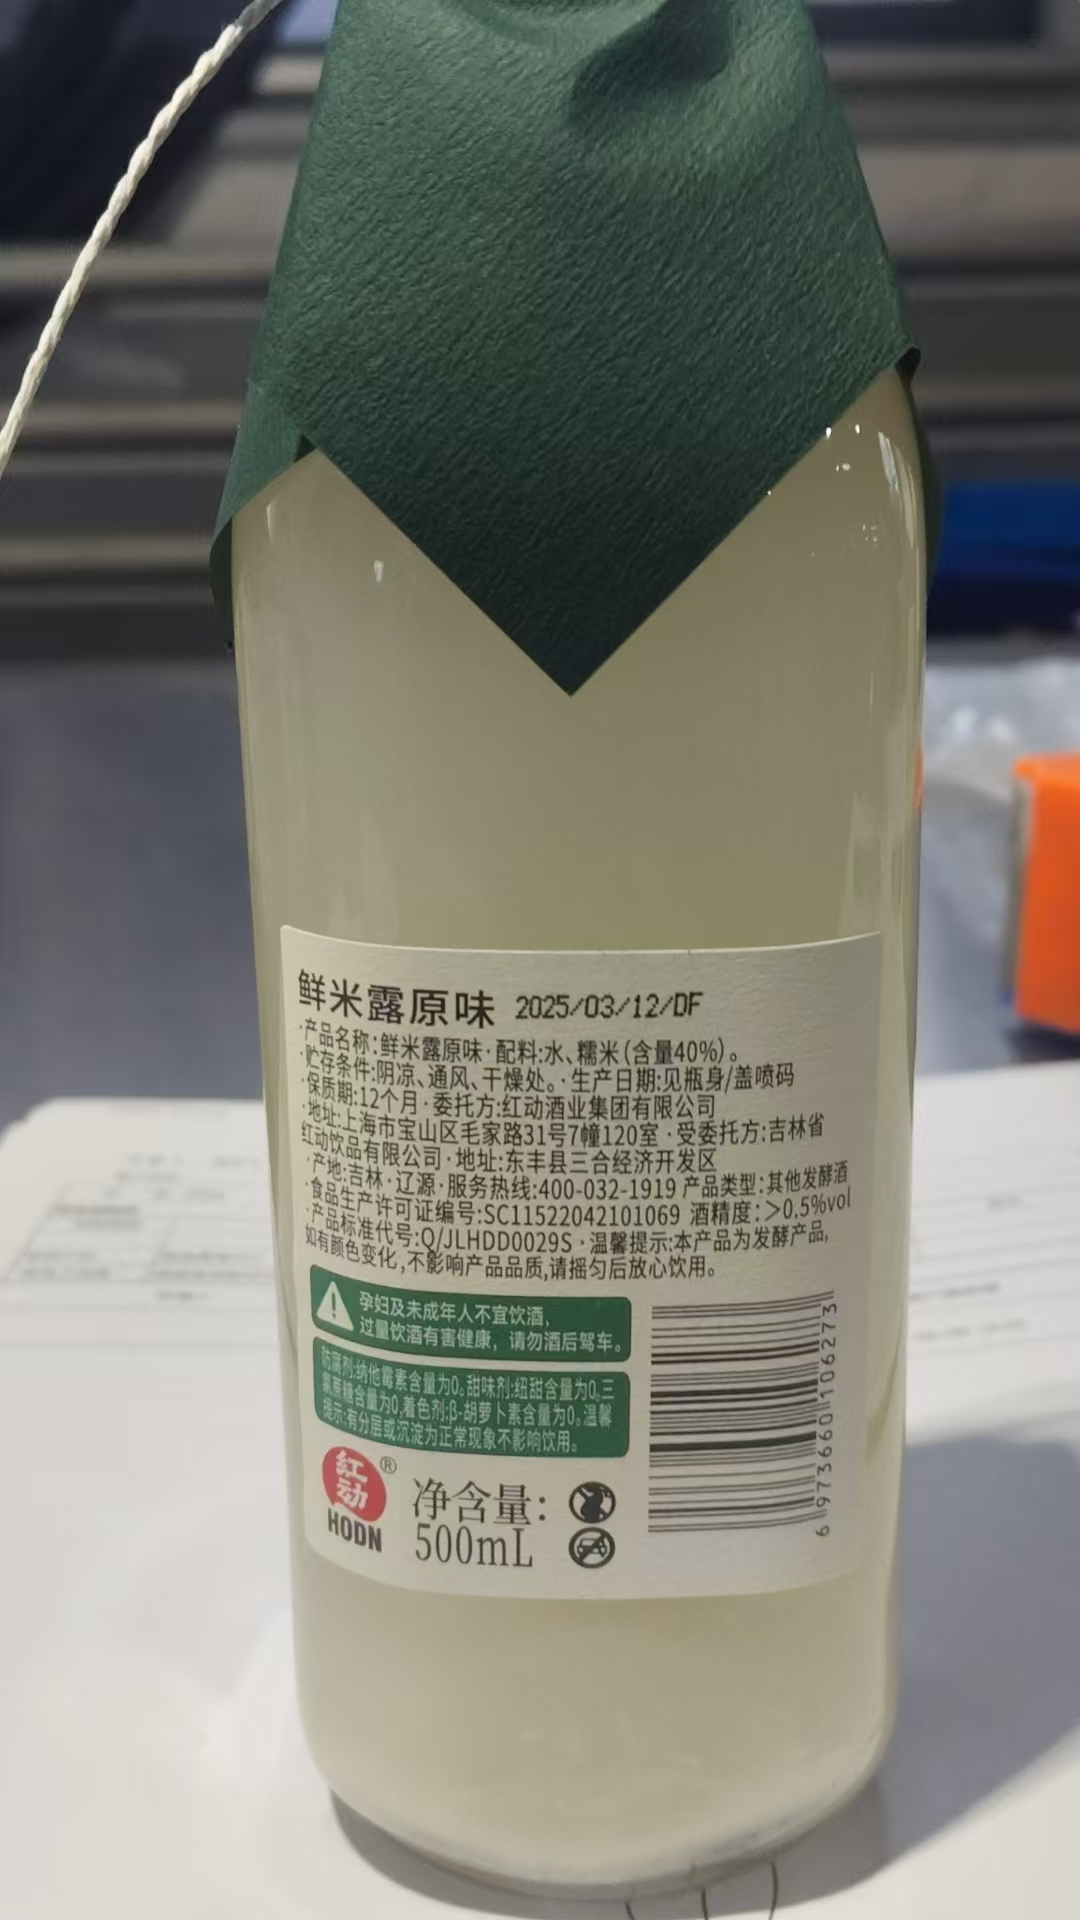 鲜米露原味 2025/03/12/DF
·产品名称:鲜米露原味·配料:水、糯米(含量40%)。
·贮存条件:阴凉、通风、干燥处。·生产日期:见瓶身/盖喷码
·保质期:12个月·委托方:红动酒业集团有限公司
·地址:上海市宝山区毛家路31号7幢120室·受委托方:吉林省
红动饮品有限公司·地址:东丰县三合经济开发区
·产地:吉林·辽源·服务热线:400-032-1919 产品类型:其他发酵酒
·食品生产许可证编号:SC11522042101069 酒精度:>0.5%vol
·产品标准代号:Q/JLHDD0029S·温馨提示:本产品为发酵产品,
如有颜色变化,不影响产品品质,请摇匀后放心饮用。
孕妇及未成年人不宜饮酒,
过量饮酒有害健康,请勿酒后驾车。
防腐剂:纳他霉素含量为0。甜味剂:纽甜含量为0。三
氯蔗糖含量为0,着色剂:β-胡萝卜素含量为0。温馨
提示:有分层或沉淀为正常现象不影响饮用。
红动®
HODN
净含量:
500mL
6 973660 106273